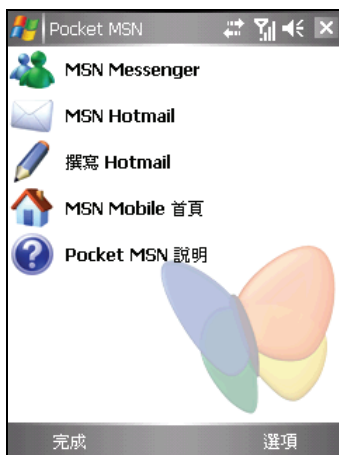 Pocket MSN
MSN Messenger
MSN Hotmail
撰寫 Hotmail
MSN Mobile 首頁
Pocket MSN 說明
完成 選項